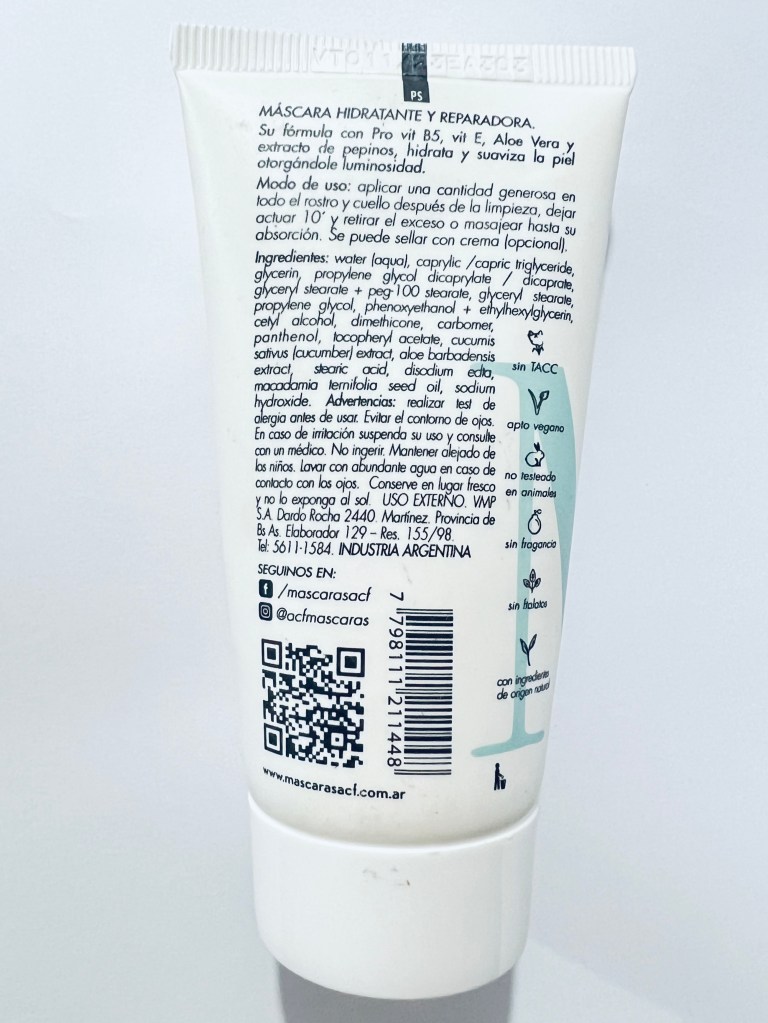 PS
MÁSCARA HIDRATANTE Y REPARADORA.
Su fórmula con Pro vit B5, vit E, Aloe Vera y
extracto de pepinos, hidrata y suaviza la piel
otorgándole luminosidad.
Modo de uso: aplicar una cantidad generosa en
todo el rostro y cuello después de la limpieza, dejar
actuar 10' y retirar el exceso o masajear hasta su
absorción. Se puede sellar con crema (opcional).
Ingredientes: water (aqua), caprylic /capric triglyceride,
glycerin, propylene glycol dicaprylate / dicaprate,
glyceryl stearate + peg-100 stearate, glyceryl stearate,
propylene glycol, phenoxyethanol + ethylhexylglycerin,
cetyl alcohol, dimethicone, carbomer,
panthenol, tocopheryl acetate, cucumis
sativus (cucumber) extract, aloe barbadensis
extract, stearic acid, disodium edta,
macadamia ternifolia seed oil, sodium
hydroxide. Advertencias: realizar test de
alergia antes de usar. Evitar el contorno de ojos.
En caso de irritación suspenda su uso y consulte
con un médico. No ingerir. Mantener alejado de
los niños. Lavar con abundante agua en caso de
contacto con los ojos. Conserve en lugar fresco
y no lo exponga al sol. USO EXTERNO. VMP
S.A. Dardo Rocha 2440. Martínez. Provincia de
Bs As. Elaborador 129 – Res. 155/98.
Tel: 5611-1584. INDUSTRIA ARGENTINA
sin TACC
apto vegano
no testeado
en animales
sin fragancia
sin ftalatos
con ingredientes
de origen natural
SEGUINOS EN:
/mascarasacf
@acfmascaras
7 798111 211448
www.mascarasacf.com.ar